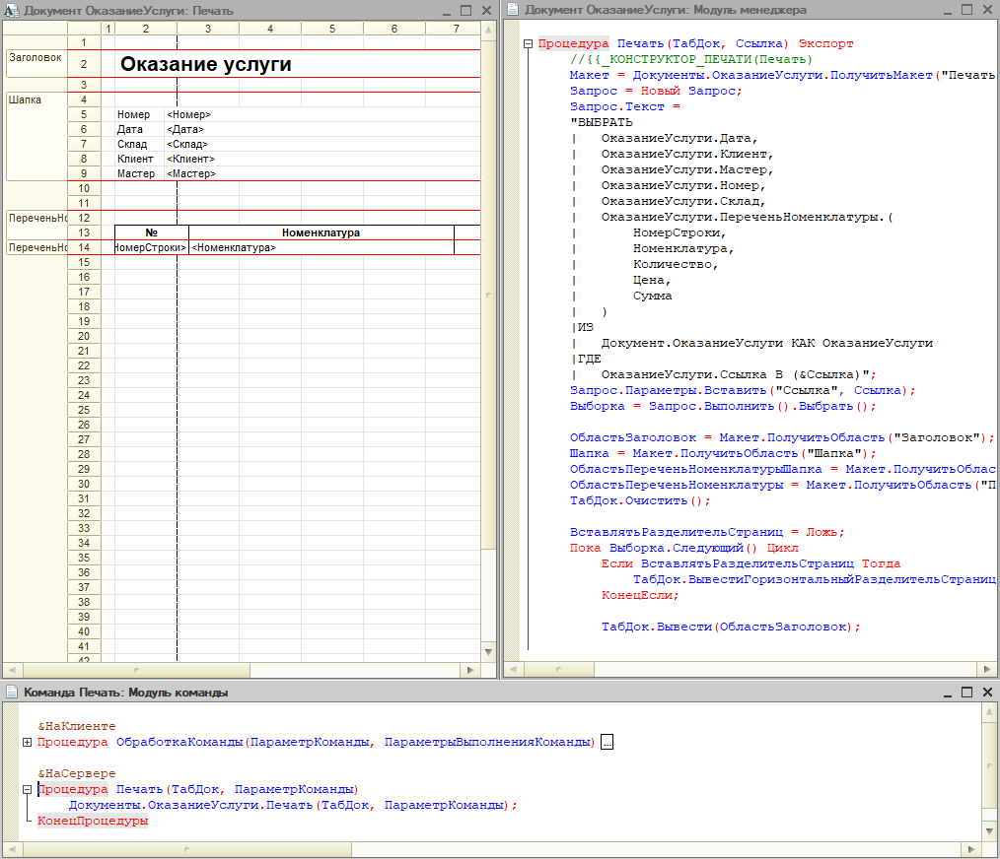 Документ ОказаниеУслуги: Печать
1 2 3 4 5 6 7
1
Заголовок 2 Оказание услуги
3
Шапка 4
5 Номер <Номер>
6 Дата <Дата>
7 Склад <Склад>
8 Клиент <Клиент>
9 Мастер <Мастер>
10
11
ПереченьНо 12
13 № Номенклатура
ПереченьНо 14 НомерСтроки> <Номенклатура>
15
16
17
18
19
20
21
22
23
24
25
26
27
28
29
30
31
32
33
34
35
36
37
38
39
40
41
42
Документ ОказаниеУслуги: Модуль менеджера
Процедура Печать(ТабДок, Ссылка) Экспорт
//{{_КОНСТРУКТОР_ПЕЧАТИ(Печать)
Макет = Документы.ОказаниеУслуги.ПолучитьМакет("Печать
Запрос = Новый Запрос;
Запрос.Текст =
"ВЫБРАТЬ
| ОказаниеУслуги.Дата,
| ОказаниеУслуги.Клиент,
| ОказаниеУслуги.Мастер,
| ОказаниеУслуги.Номер,
| ОказаниеУслуги.Склад,
| ОказаниеУслуги.ПереченьНоменклатуры.(
| НомерСтроки,
| Номенклатура,
| Количество,
| Цена,
| Сумма
| )
|ИЗ
| Документ.ОказаниеУслуги КАК ОказаниеУслуги
|ГДЕ
| ОказаниеУслуги.Ссылка В (&Ссылка)";
Запрос.Параметры.Вставить("Ссылка", Ссылка);
Выборка = Запрос.Выполнить().Выбрать();
ОбластьЗаголовок = Макет.ПолучитьОбласть("Заголовок");
Шапка = Макет.ПолучитьОбласть("Шапка");
ОбластьПереченьНоменклатурыШапка = Макет.ПолучитьОблас
ОбластьПереченьНоменклатуры = Макет.ПолучитьОбласть("П
ТабДок.Очистить();
ВставлятьРазделительСтраниц = Ложь;
Пока Выборка.Следующий() Цикл
Если ВставлятьРазделительСтраниц Тогда
ТабДок.ВывестиГоризонтальныйРазделительСтраниц
КонецЕсли;
ТабДок.Вывести(ОбластьЗаголовок);
Команда Печать: Модуль команды
&НаКлиенте
Процедура ОбработкаКоманды(ПараметрКоманды, ПараметрыВыполненияКоманды) ...
&НаСервере
Процедура Печать(ТабДок, ПараметрКоманды)
Документы.ОказаниеУслуги.Печать(ТабДок, ПараметрКоманды);
КонецПроцедуры